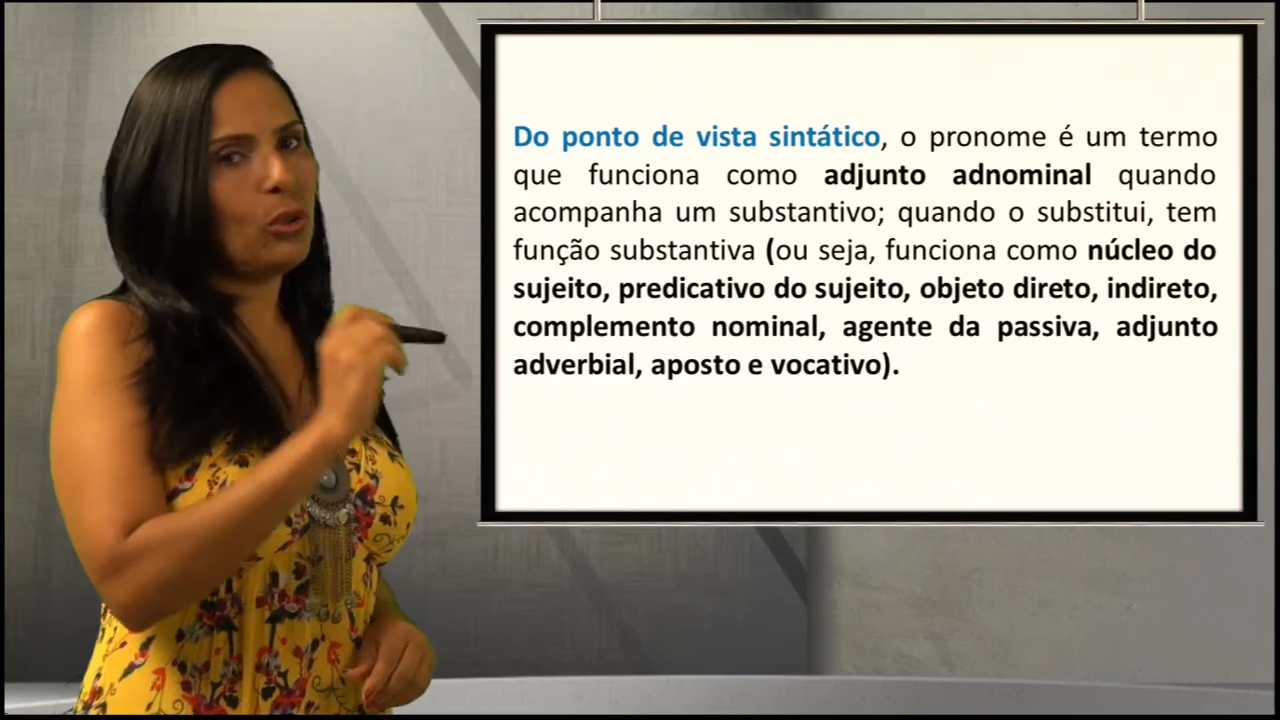 Do ponto de vista sintático, o pronome é um termo
que funciona como adjunto adnominal quando
acompanha um substantivo; quando o substitui, tem
função substantiva (ou seja, funciona como núcleo do
sujeito, predicativo do sujeito, objeto direto, indireto,
complemento nominal, agente da passiva, adjunto
adverbial, aposto e vocativo).